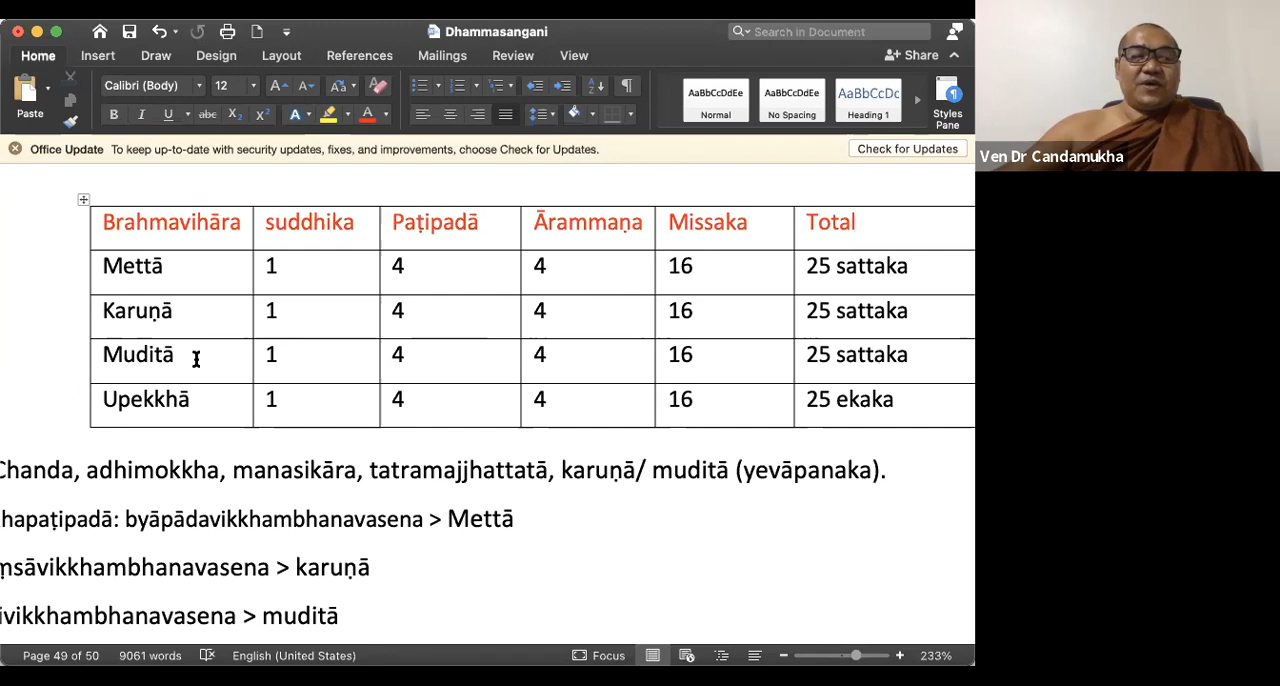 Dhammasangani
Search in Document
Home Insert Draw Design Layout References Mailings Review View Share
Paste Calibri (Body) 12 AaBbCcDdEe Normal AaBbCcDdEe No Spacing AaBbCcDc Heading 1 Styles Pane
Office Update To keep up-to-date with security updates, fixes, and improvements, choose Check for Updates. Check for Updates
Brahmavihāra suddhika Paṭipadā Ārammaṇa Missaka Total
Mettā 1 4 4 16 25 sattaka
Karuṇā 1 4 4 16 25 sattaka
Muditā 1 4 4 16 25 sattaka
Upekkhā 1 4 4 16 25 ekaka
Chanda, adhimokkha, manasikāra, tatramajjhattatā, karuṇā/ muditā (yevāpanaka).
hapaṭipadā: byāpādavikkhambhanavasena > Mettā
ṃsāvikkhambhanavasena > karuṇā
ivikkhambhanavasena > muditā
Page 49 of 50 9061 words English (United States) Focus 233%
Ven Dr Candamukha